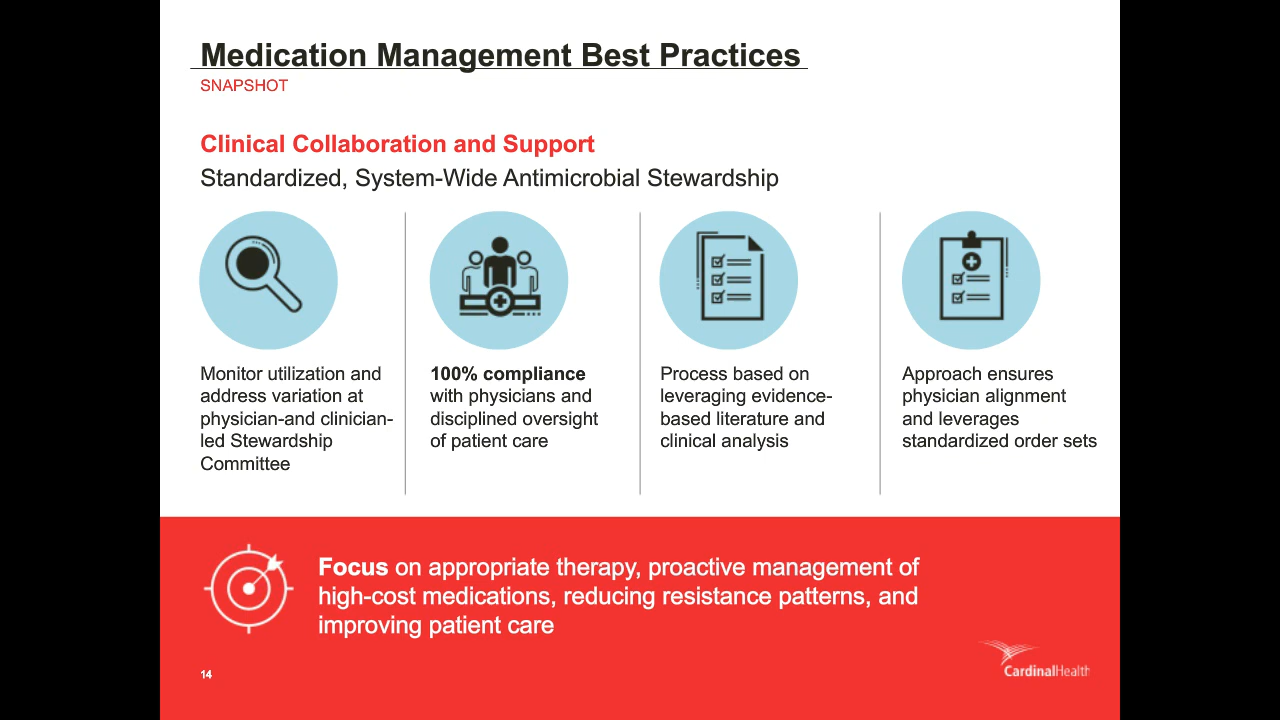 Medication Management Best Practices
SNAPSHOT
Clinical Collaboration and Support
Standardized, System-Wide Antimicrobial Stewardship
Monitor utilization and
address variation at
physician-and clinician-
led Stewardship
Committee
100% compliance
with physicians and
disciplined oversight
of patient care
Process based on
leveraging evidence-
based literature and
clinical analysis
Approach ensures
physician alignment
and leverages
standardized order sets
Focus on appropriate therapy, proactive management of
high-cost medications, reducing resistance patterns, and
improving patient care
14
CardinalHealth